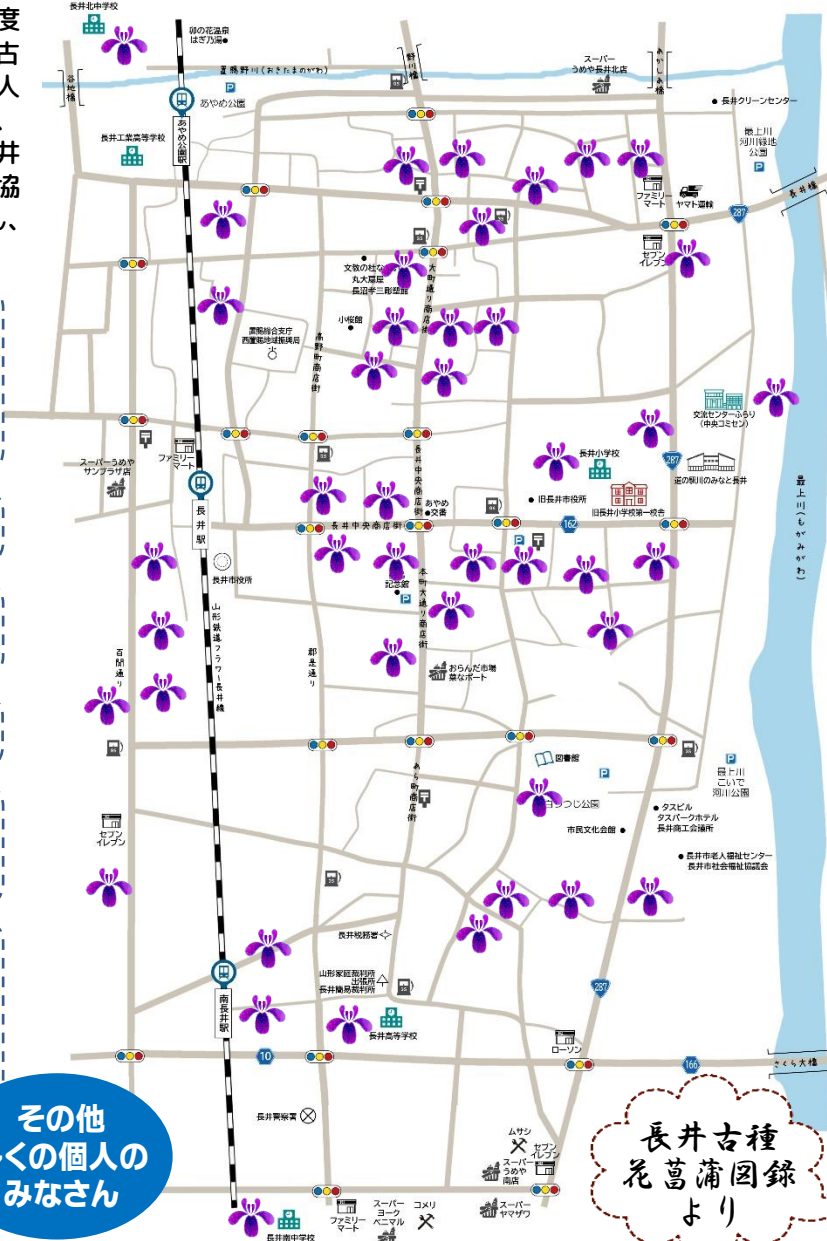 度
古
人
井
協
い、
長井北中学校
卯の花温泉
はぎ乃湯
置賜野川(おきたまのがわ)
谷地橋
野川橋
あかしあ橋
スーパー
うめや長井北店
あやめ公園
あやめ公園駅
長井クリーンセンター
長井工業高等学校
最上川
河川緑地
公園
長井橋
ファミリー
マート
ヤマト運輸
287
セブン
イレブン
文教の杜な
丸大扇屋
長沼孝三彫塑館
大町通り商店街
小桜館
置賜総合支庁
西置賜地域振興局
高野町商店街
交流センターふらり
(中央コミセン)
スーパーうめや
サンプラザ店
ファミリー
マート
長井中央商店街
長井小学校
287
道の駅川のみなと長井
長井駅
あやめ
交番
旧長井市役所
旧長井小学校第一校舎
最上川(もがみがわ)
長井中央商店街
162
長井市役所
記念館
本町大通り商店街
山形鉄道フラワー長井線
百間通り
郡是通り
おらんだ市場
菜なポート
図書館
あら町商店街
最上川
こいで
河川公園
白つつじ公園
タスビル
タスパークホテル
長井商工会議所
市民文化会館
セブン
イレブン
長井市老人福祉センター
長井市社会福祉協議会
長井税務署
山形家庭裁判所
出張所
長井簡易裁判所
南長井駅
287
長井高等学校
ローソン
10
166
さくら大橋
長井警察署
その他
くの個人の
みなさん
ムサシ
セブン
イレブン
スーパー
うめや
南店
長井古種
花菖蒲図録
より
長井南中学校
ファミリー
マート
スーパー
ヨーク
ベニマル
コメリ
スーパー
ヤマザワ